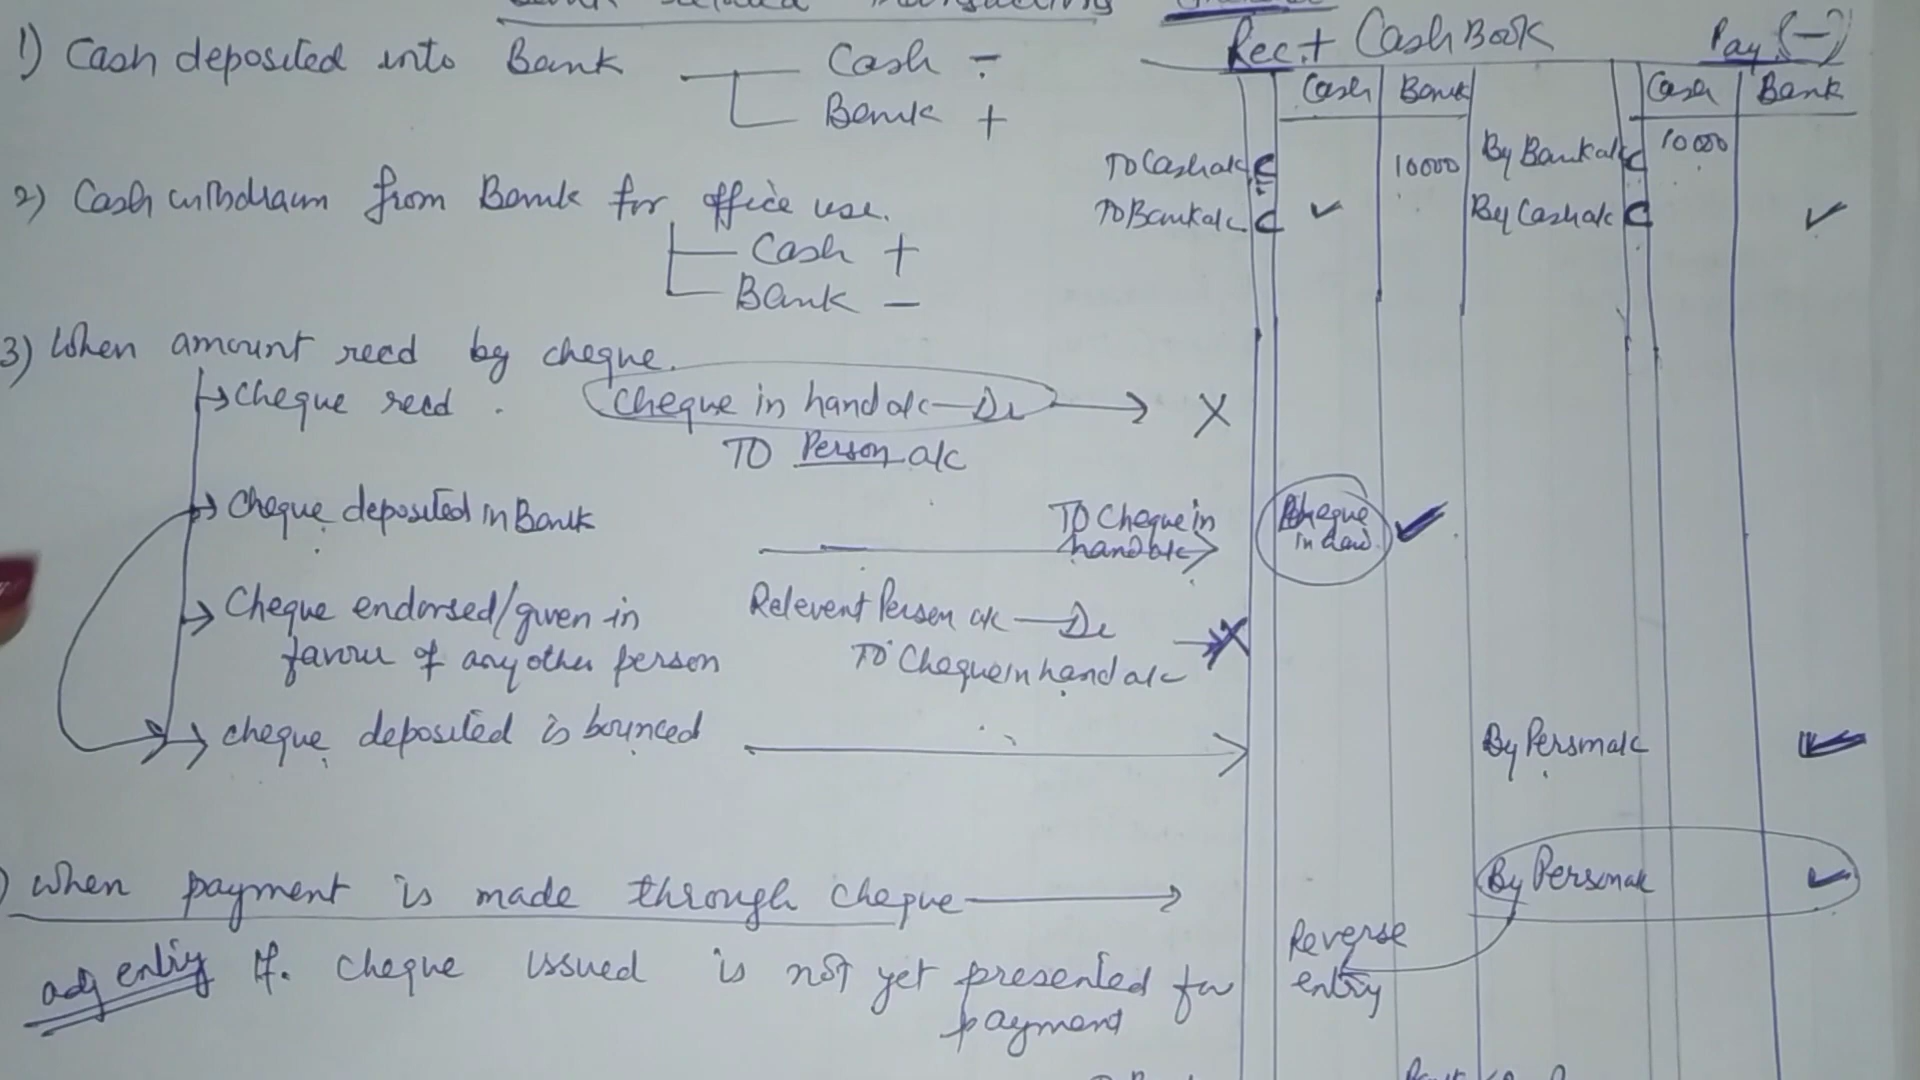 Bank related transactions
1) Cash deposited into Bank Cash -
Bank +
2) Cash withdrawn from Bank for office use.
Cash +
Bank -
3) When amount recd by cheque.
Cheque recd. Cheque in hand a/c Dr X
TO Person a/c
Cheque deposited in Bank
Cheque endorsed/given in Relevent Person a/c Dr X
favour of any other person TO Cheque in hand a/c
cheque deposited is bounced
When payment is made through cheque
adj entry If cheque issued is not yet presented for
payment
Rec.+ Cash Book Pay (-)
Cash Bank Cash Bank
TO Cash a/c C 10000 By Bank a/c C 10000
TO Bank a/c C ✓ By Cash a/c C ✓
TO Cheque in
hand a/c ✓
By Person a/c
By Person a/c ✓
Reverse
entry